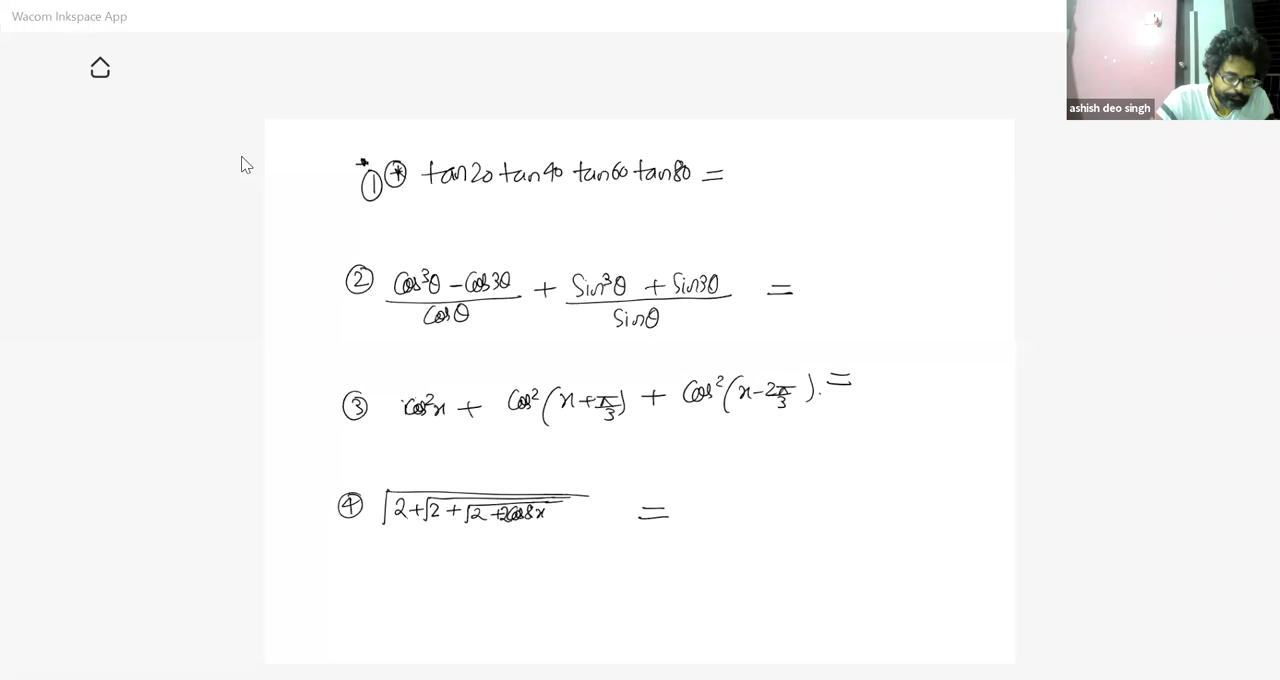 Wacom Inkspace App
ashish deo singh
① ⊛ tan20 tan40 tan60 tan80 =
② (Cos³θ - Cos3θ)/Cosθ + (Sin³θ + Sin3θ)/Sinθ =
③ Cos²x + Cos²(x+π/3) + Cos²(x-2π/3). =
④ √(2+√(2+√(2+2Cos8x))) =